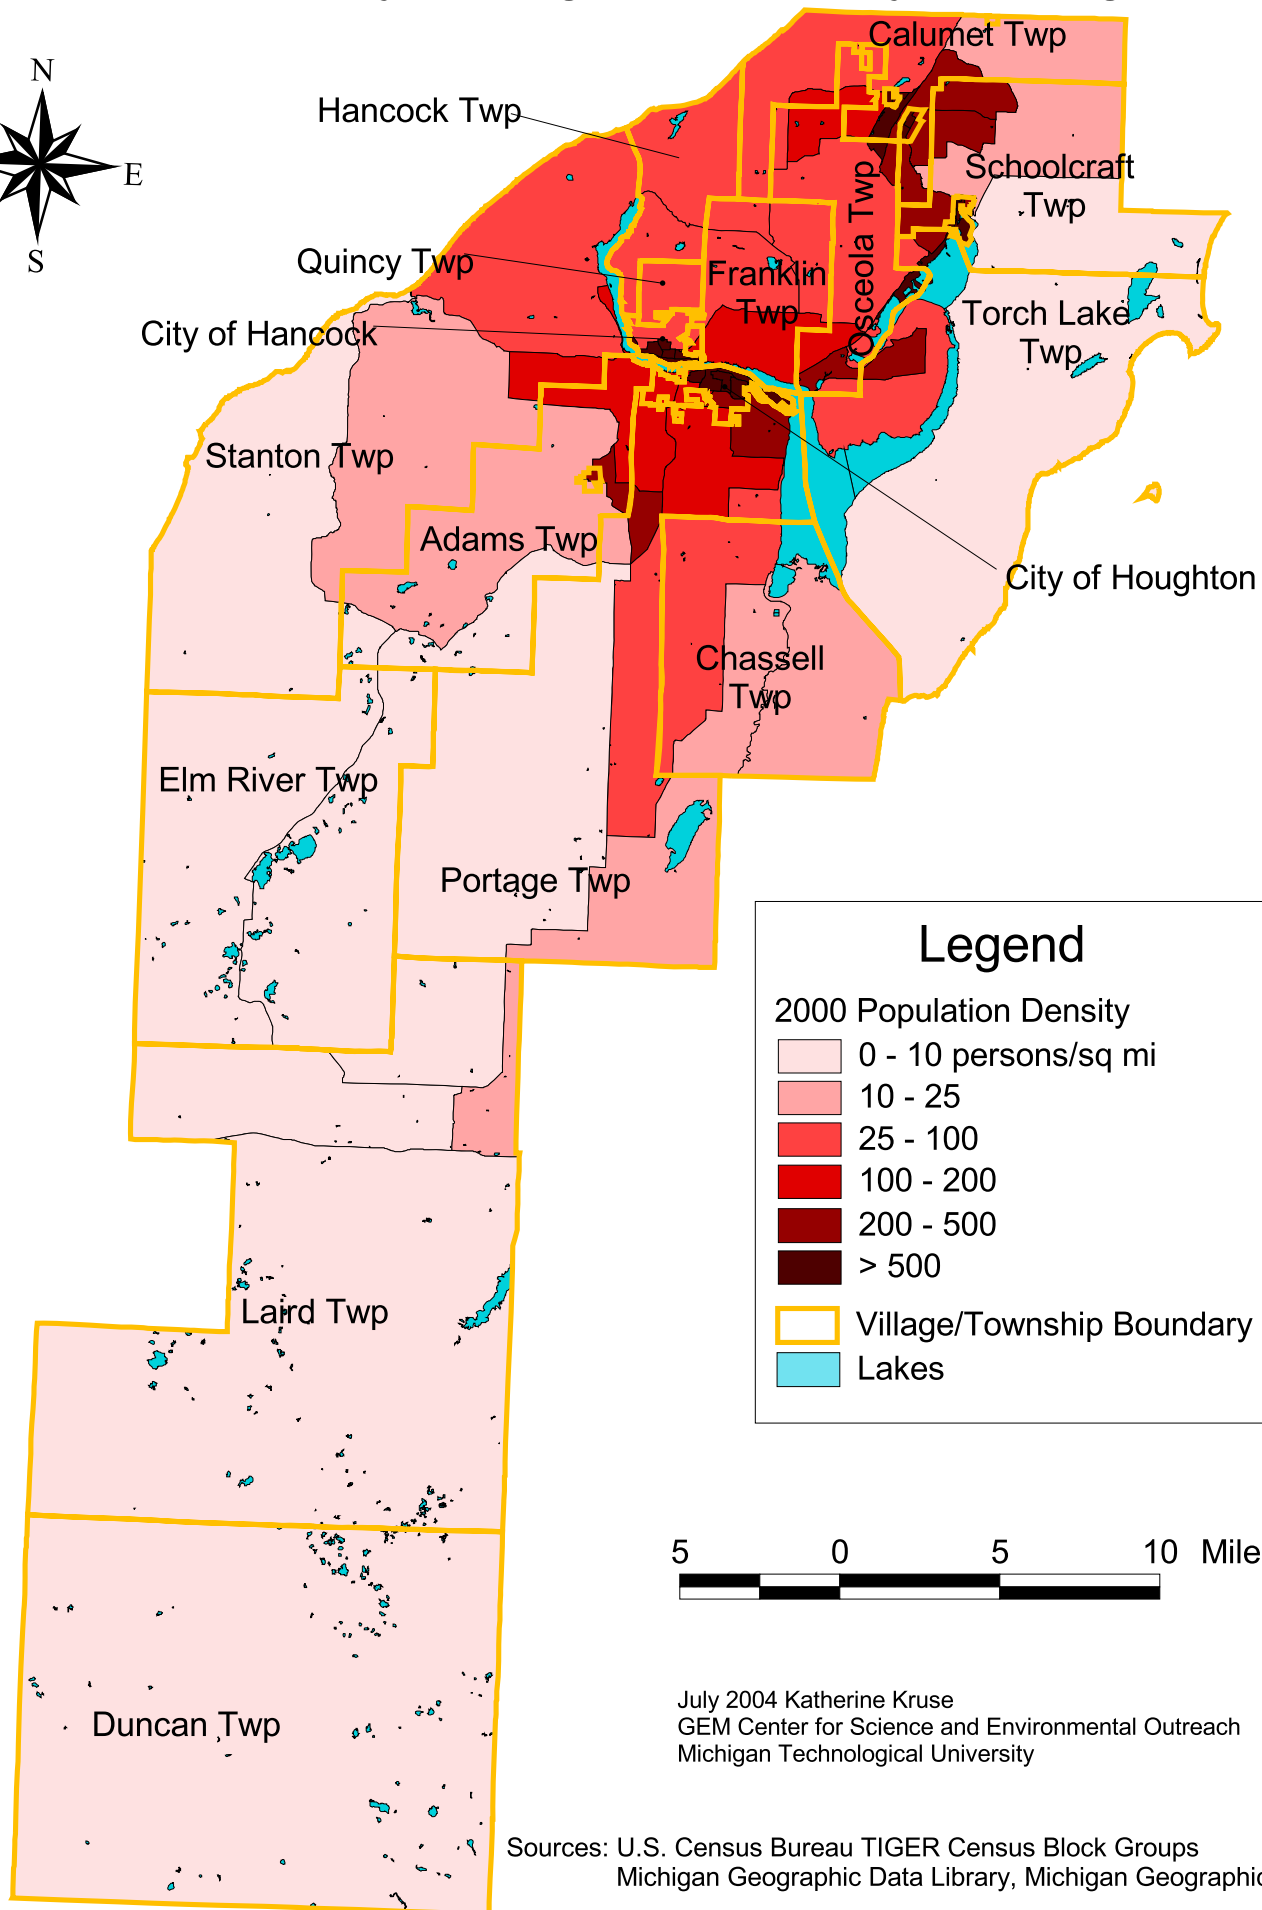 Calumet Twp
N
Hancock Twp
E
Schoolcraft
Twp
Osceola Twp
S
Quincy Twp
Franklin
Twp
City of Hancock
Torch Lake
Twp
Stanton Twp
Adams Twp
City of Houghton
Chassell
Twp
Elm River Twp
Portage Twp
Legend
2000 Population Density
0 - 10 persons/sq mi
10 - 25
25 - 100
100 - 200
200 - 500
> 500
Village/Township Boundary
Lakes
Laird Twp
5 0 5 10 Mile
July 2004 Katherine Kruse
GEM Center for Science and Environmental Outreach
Michigan Technological University
Duncan Twp
Sources: U.S. Census Bureau TIGER Census Block Groups
Michigan Geographic Data Library, Michigan Geographic